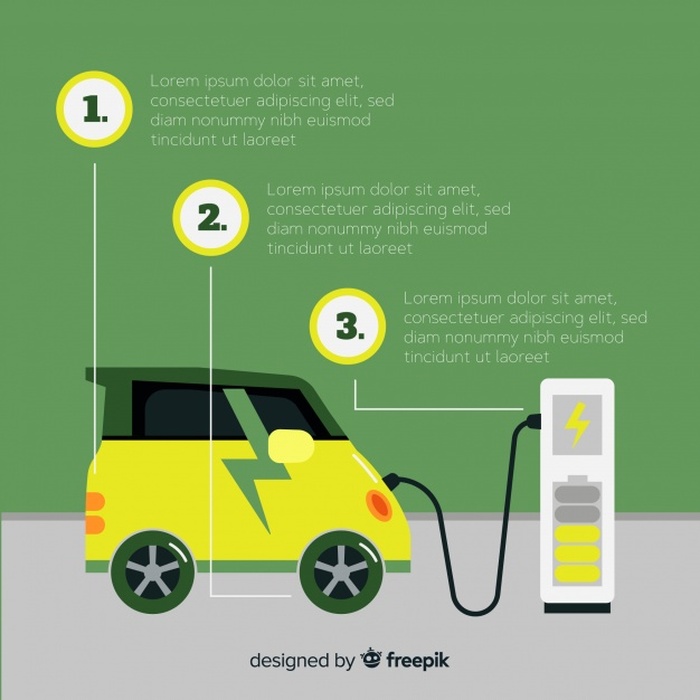 1.
Lorem ipsum dolor sit amet,
consectetuer adipiscing elit, sed
diam nonummy nibh euismod
tincidunt ut laoreet
2.
Lorem ipsum dolor sit amet,
consectetuer adipiscing elit, sed
diam nonummy nibh euismod
tincidunt ut laoreet
3.
Lorem ipsum dolor sit amet,
consectetuer adipiscing elit, sed
diam nonummy nibh euismod
tincidunt ut laoreet
designed by freepik